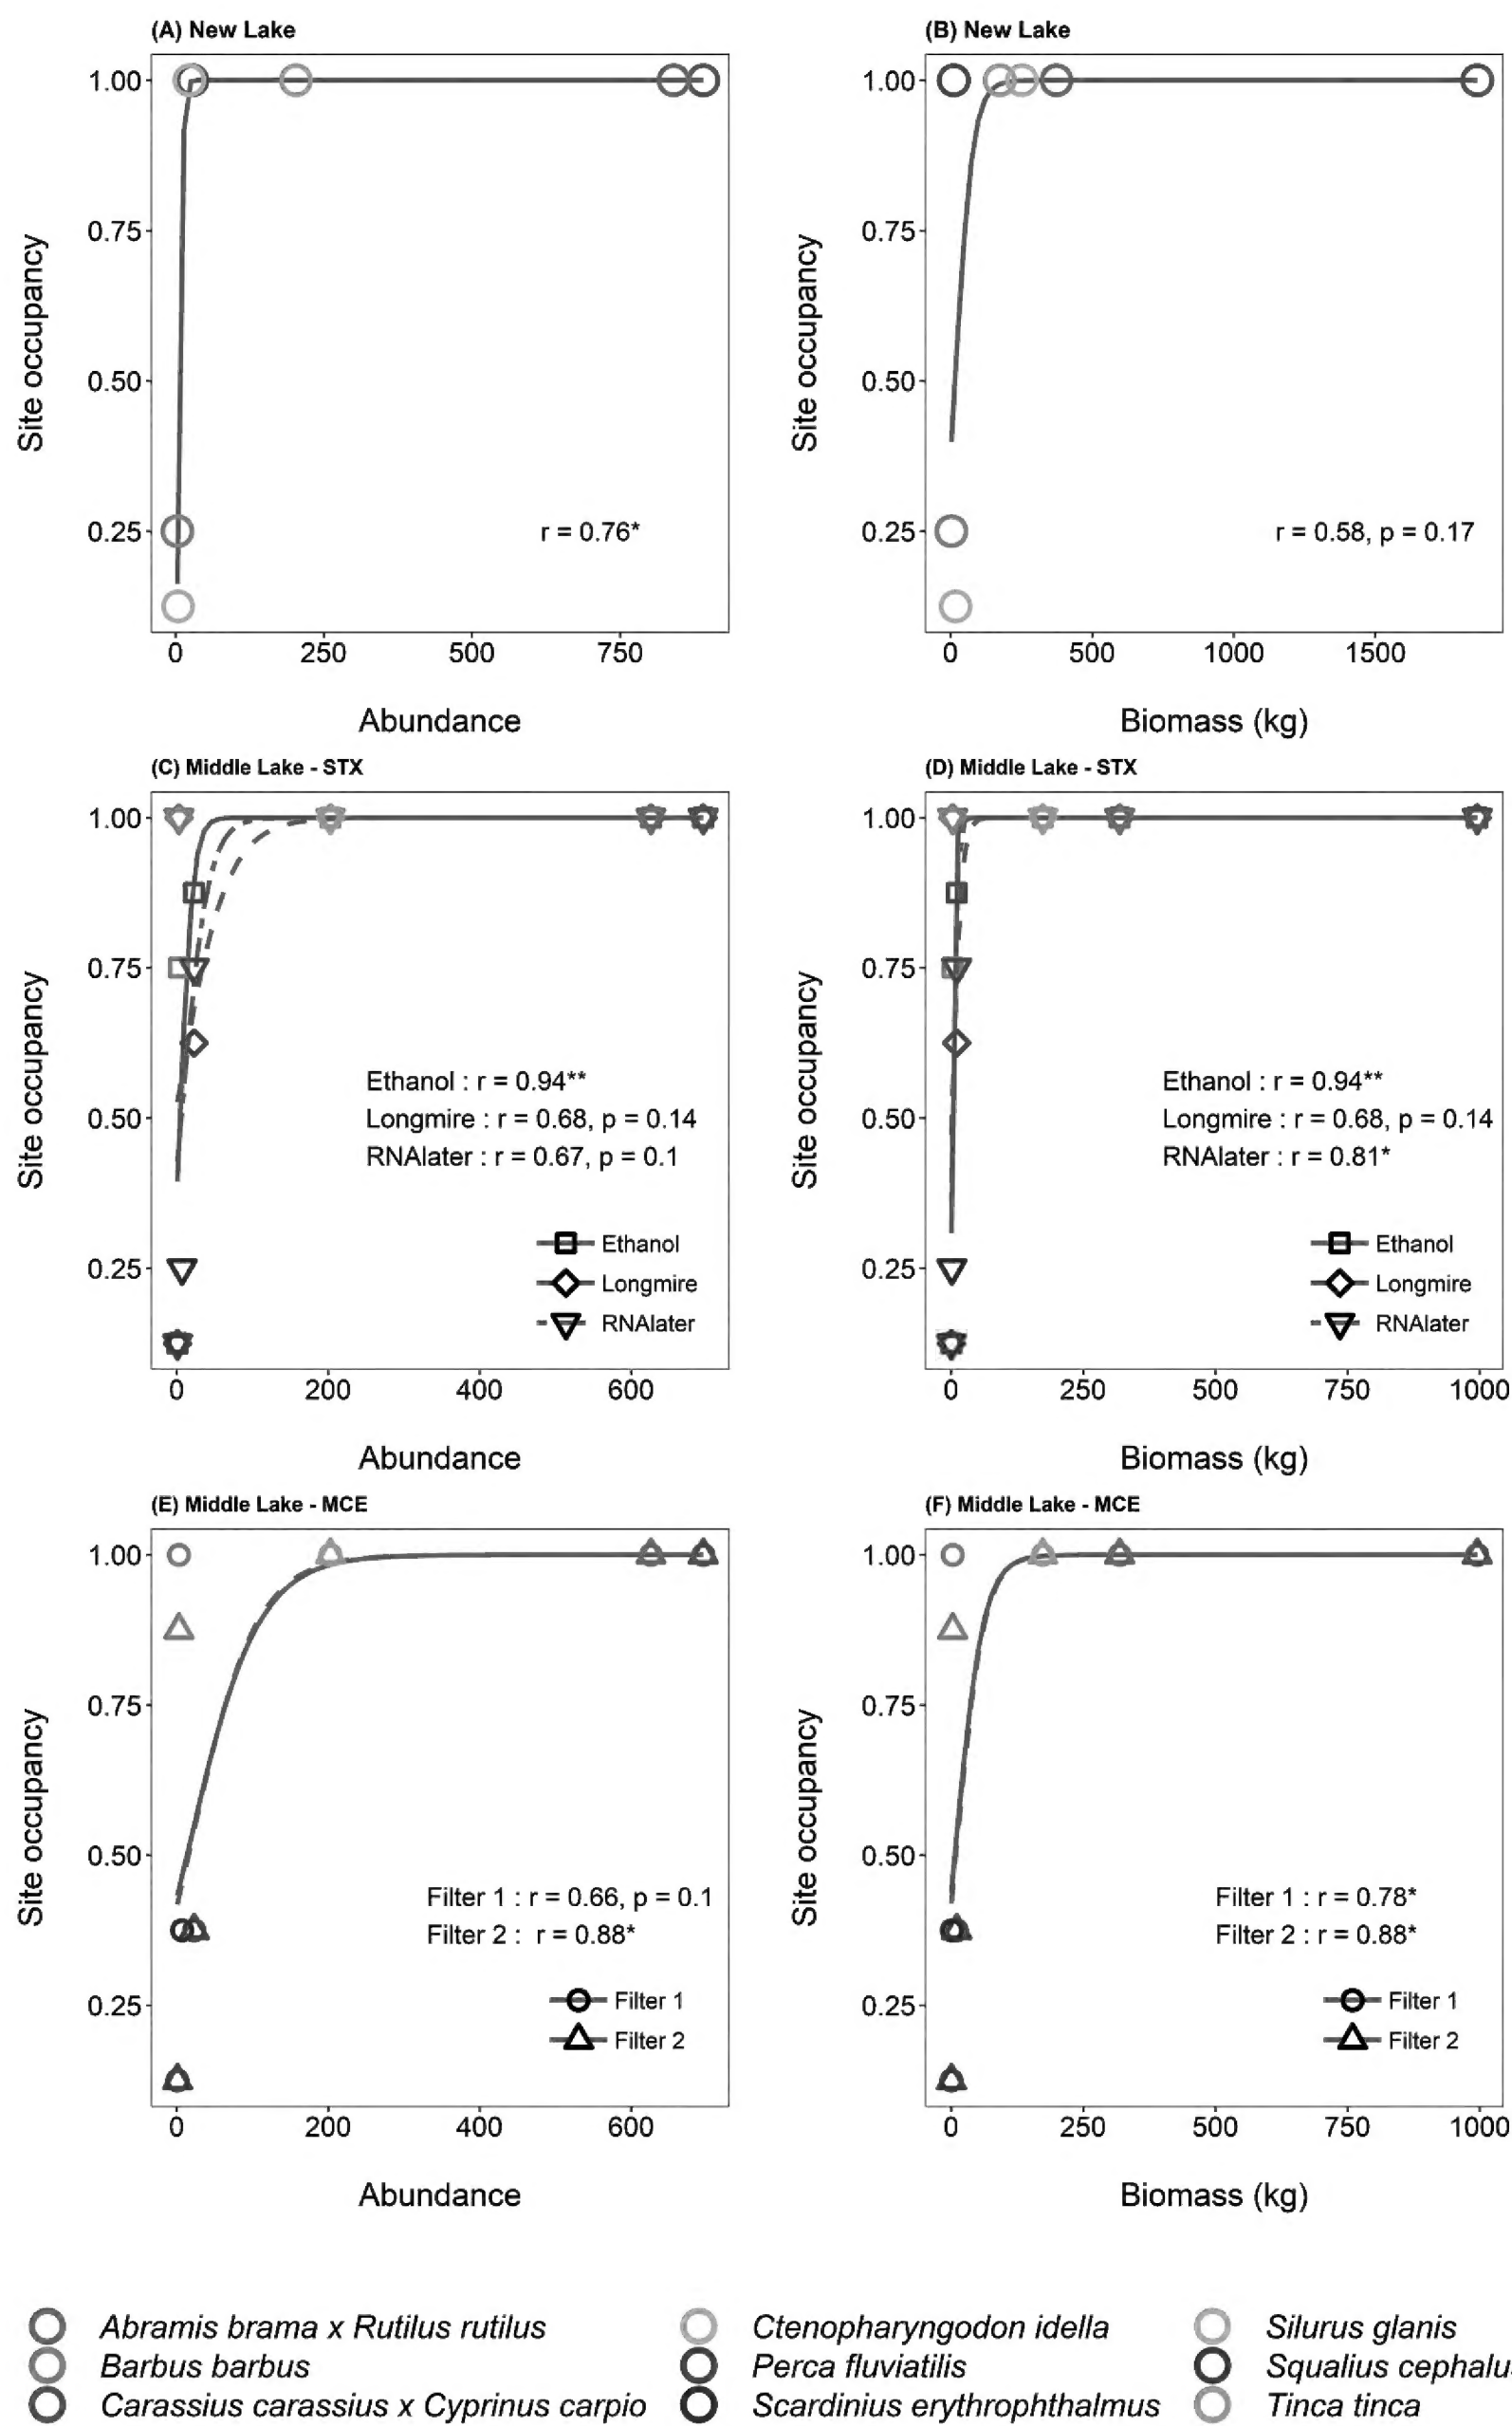 (A) New Lake
1.00
0.75
0.50
0.25
Site occupancy
r = 0.76*
0 250 500 750
Abundance
(B) New Lake
1.00
0.75
0.50
0.25
Site occupancy
r = 0.58, p = 0.17
0 500 1000 1500
Biomass (kg)
(C) Middle Lake - STX
1.00
0.75
0.50
0.25
Site occupancy
Ethanol : r = 0.94**
Longmire : r = 0.68, p = 0.14
RNAlater : r = 0.67, p = 0.1
Ethanol
Longmire
RNAlater
0 200 400 600
Abundance
(D) Middle Lake - STX
1.00
0.75
0.50
0.25
Site occupancy
Ethanol : r = 0.94**
Longmire : r = 0.68, p = 0.14
RNAlater : r = 0.81*
Ethanol
Longmire
RNAlater
0 250 500 750 1000
Biomass (kg)
(E) Middle Lake - MCE
1.00
0.75
0.50
0.25
Site occupancy
Filter 1 : r = 0.66, p = 0.1
Filter 2 : r = 0.88*
Filter 1
Filter 2
0 200 400 600
Abundance
(F) Middle Lake - MCE
1.00
0.75
0.50
0.25
Site occupancy
Filter 1 : r = 0.78*
Filter 2 : r = 0.88*
Filter 1
Filter 2
0 250 500 750 1000
Biomass (kg)
Abramis brama x Rutilus rutilus
Barbus barbus
Carassius carassius x Cyprinus carpio
Ctenopharyngodon idella
Perca fluviatilis
Scardinius erythrophthalmus
Silurus glanis
Squalius cephalu
Tinca tinca